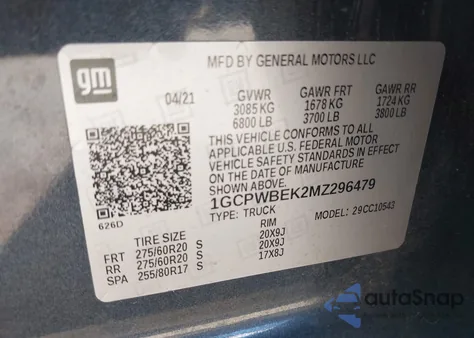 gm
MFD BY GENERAL MOTORS LLC
04/21
GVWR GAWR FRT GAWR RR
3085 KG 1678 KG 1724 KG
6800 LB 3700 LB 3800 LB
THIS VEHICLE CONFORMS TO ALL
APPLICABLE U.S. FEDERAL MOTOR
VEHICLE SAFETY STANDARDS IN EFFECT
ON THE DATE OF MANUFACTURE
SHOWN ABOVE.
1GCPWBEK2MZ296479
TYPE: TRUCK MODEL: 29CC10543
626D
TIRE SIZE RIM
FRT 275/60R20 S 20X9J
RR 275/60R20 S 20X9J
SPA 255/80R17 S 17X8J
autoSnap